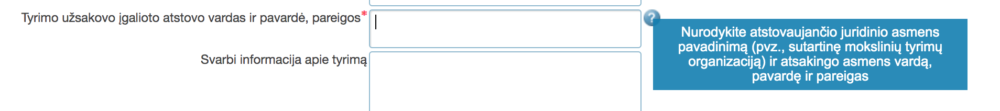 Tyrimo užsakovo įgalioto atstovo vardas ir pavardė, pareigos*
?
Nurodykite atstovaujančio juridinio asmens
pavadinimą (pvz., sutartinę mokslinių tyrimų
organizaciją) ir atsakingo asmens vardą,
pavardę ir pareigas
Svarbi informacija apie tyrimą